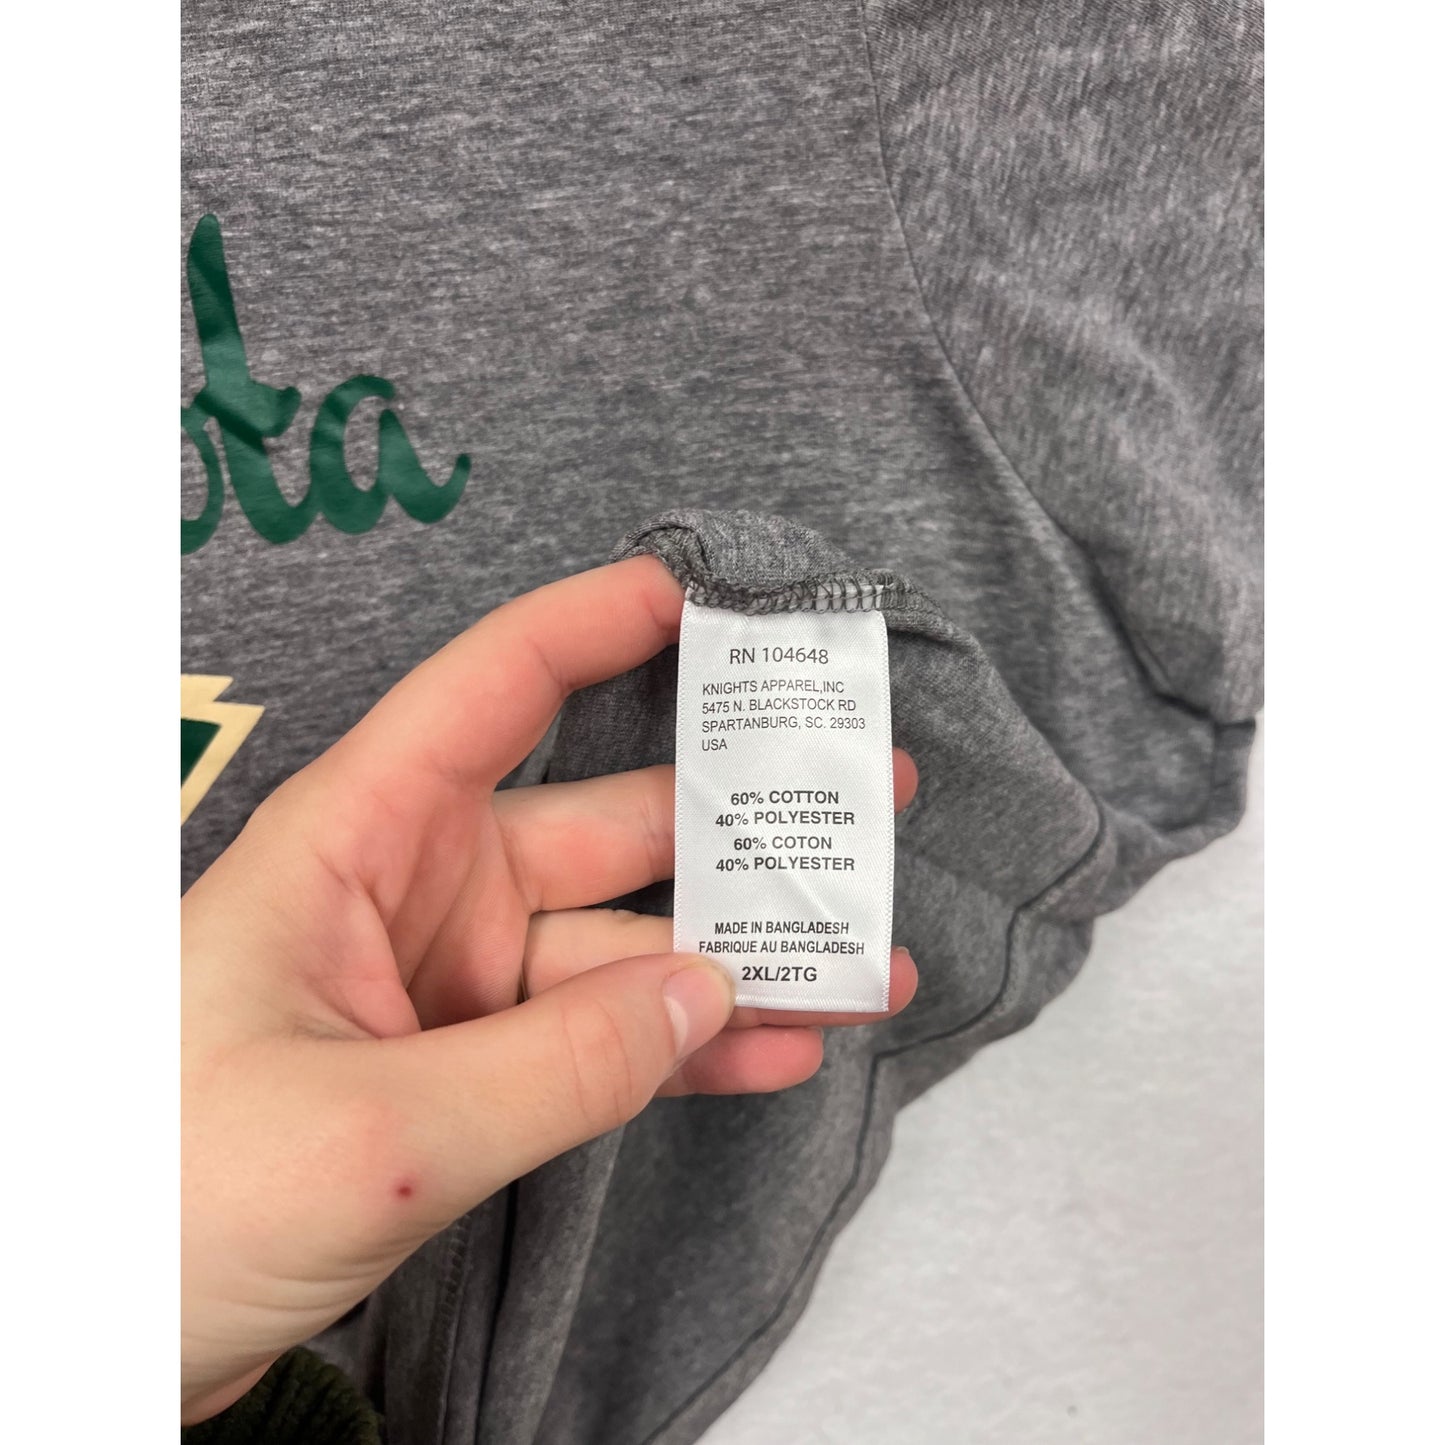 ota
RN 104648
KNIGHTS APPAREL,INC
5475 N. BLACKSTOCK RD
SPARTANBURG, SC. 29303
USA
60% COTTON
40% POLYESTER
60% COTON
40% POLYESTER
MADE IN BANGLADESH
FABRIQUE AU BANGLADESH
2XL/2TG